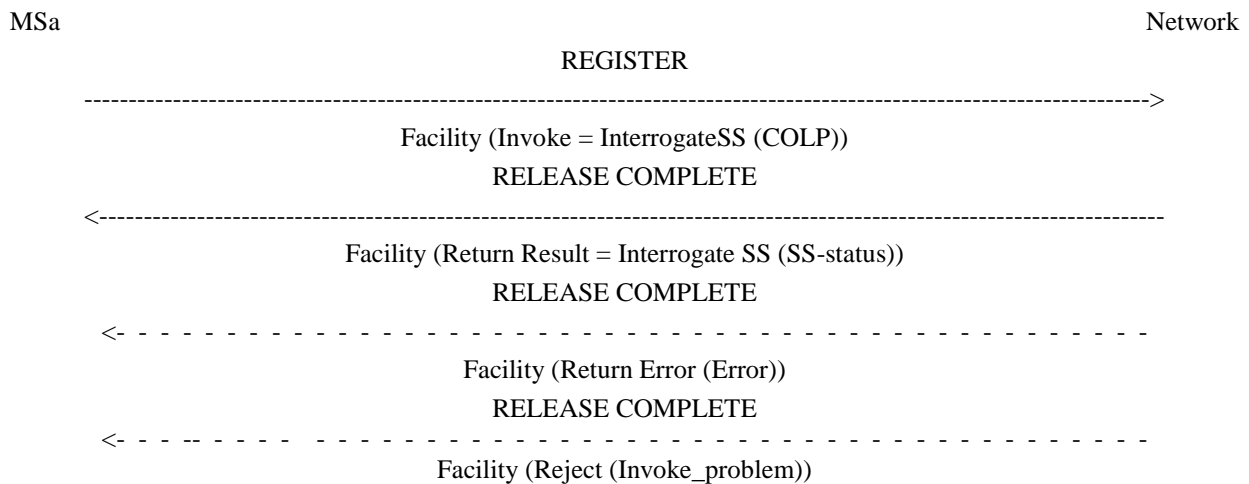 MSa Network
REGISTER
Facility (Invoke = InterrogateSS (COLP))
RELEASE COMPLETE
Facility (Return Result = Interrogate SS (SS-status))
RELEASE COMPLETE
Facility (Return Error (Error))
RELEASE COMPLETE
Facility (Reject (Invoke_problem))